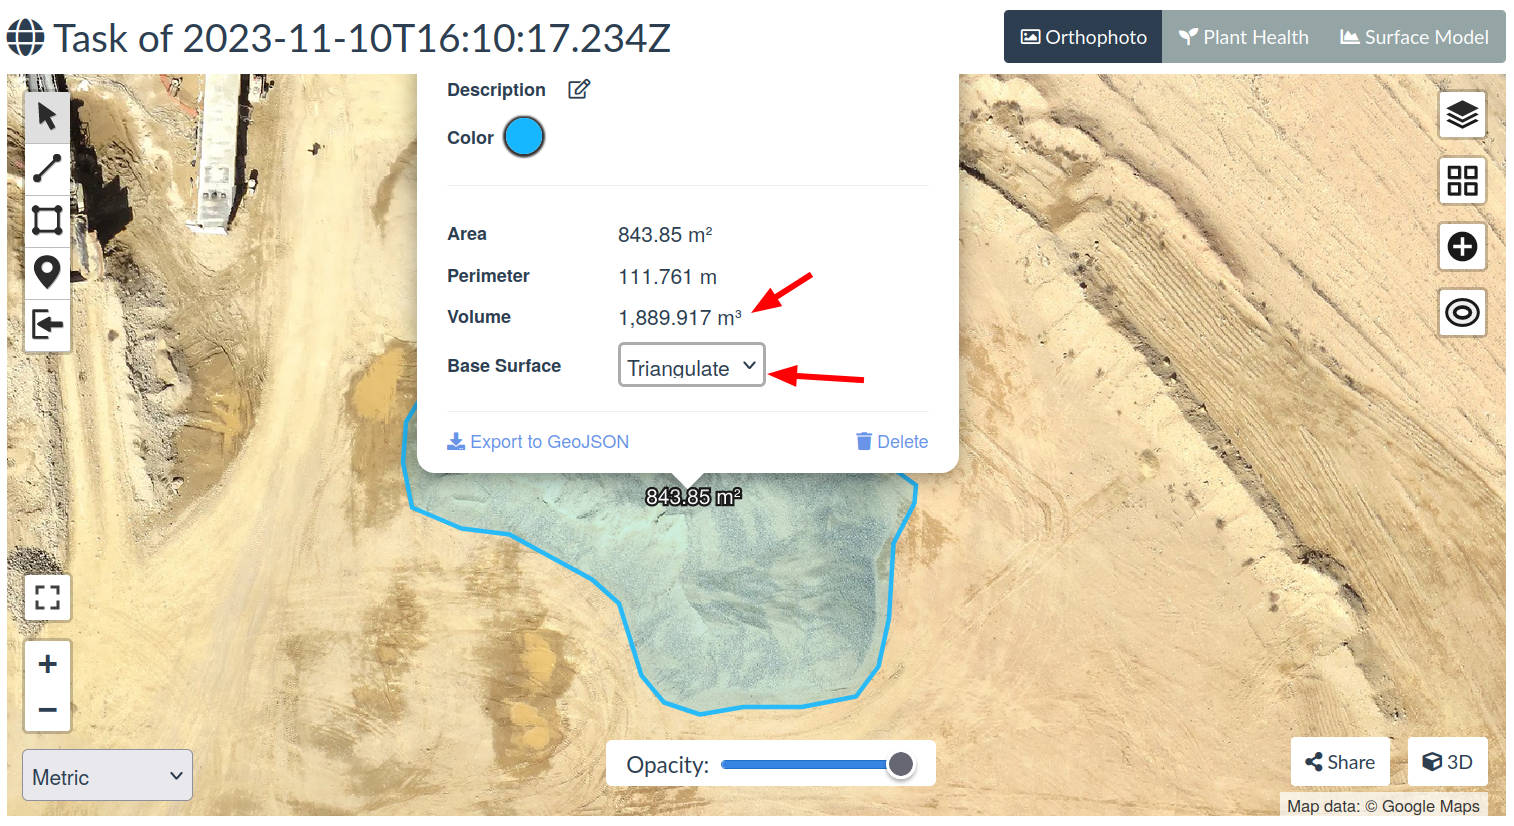 Task of 2023-11-10T16:10:17.234Z
Orthophoto
Plant Health
Surface Model
Description
Color
Area 843.85 m²
Perimeter 111.761 m
Volume 1,889.917 m³
Base Surface Triangulate
Export to GeoJSON
Delete
843.85 m²
+
−
Metric
Opacity:
Share
3D
Map data: © Google Maps